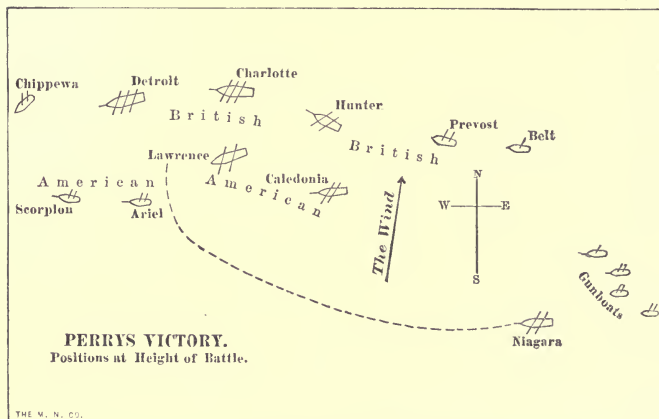 Chippewa
Detroit
Charlotte
Hunter
Prevost
Belt
British
British
Lawrence
Caledonia
American
American
Scorpion
Ariel
The Wind
N
W E
S
Gunboats
Niagara
PERRYS VICTORY.
Positions at Height of Battle.
THE M. N. CO.